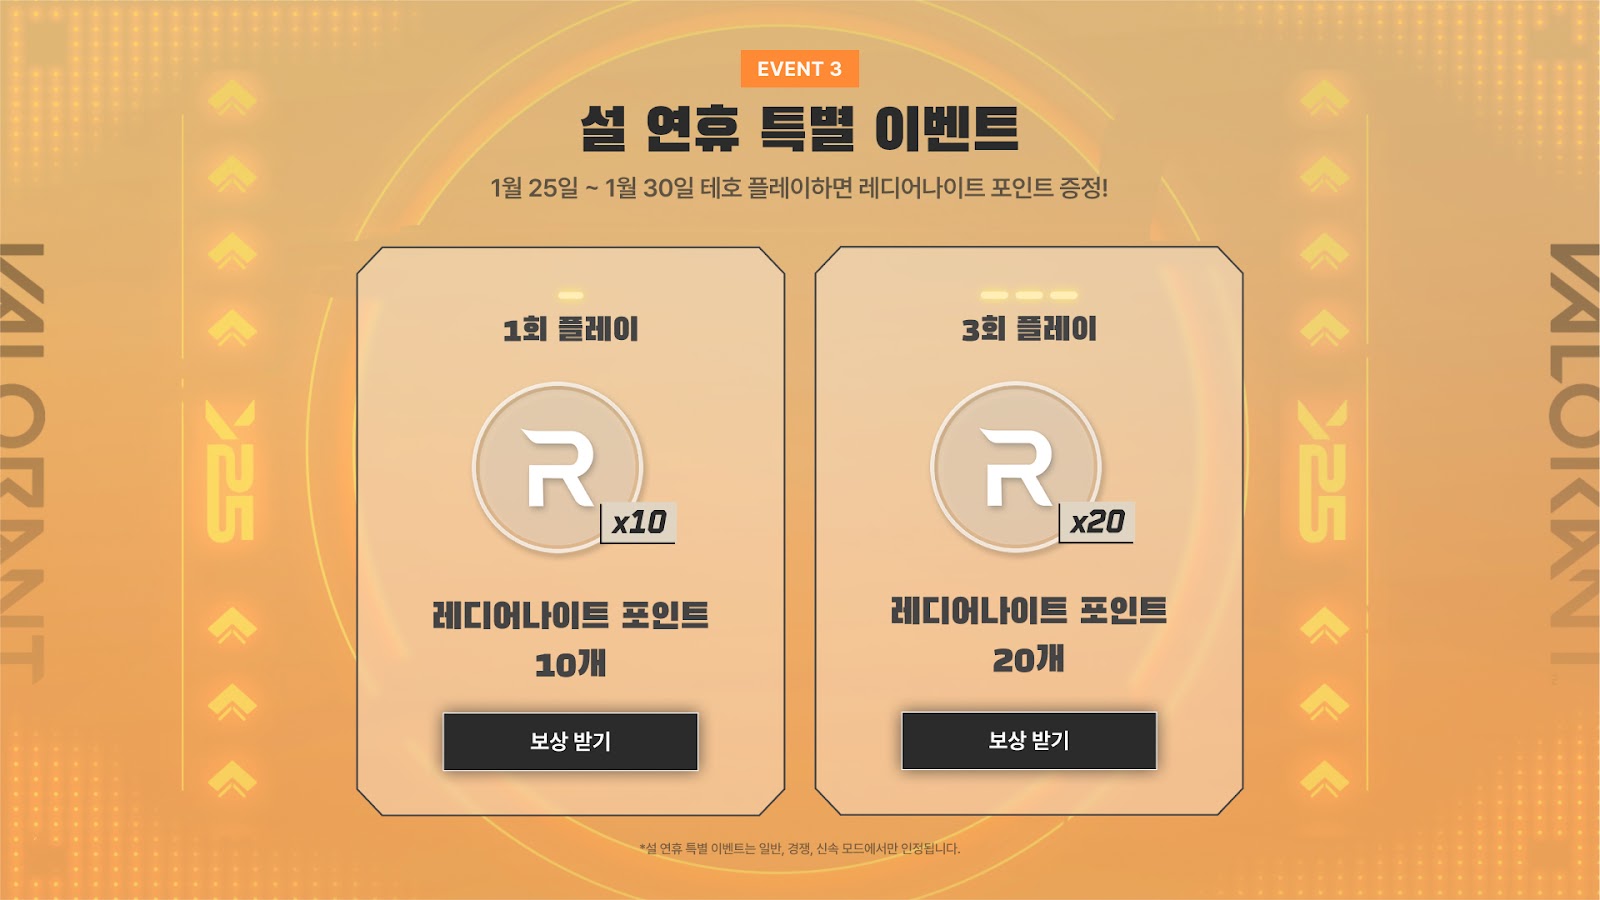 EVENT 3
설 연휴 특별 이벤트
1월 25일 ~ 1월 30일 테호 플레이하면 레디어나이트 포인트 증정!
1회 플레이
R
x10
레디어나이트 포인트
10개
보상 받기
3회 플레이
R
x20
레디어나이트 포인트
20개
보상 받기
*설 연휴 특별 이벤트는 일반, 경쟁, 신속 모드에서만 인정됩니다.
VALORANT
Y25
Y25
VALORANT